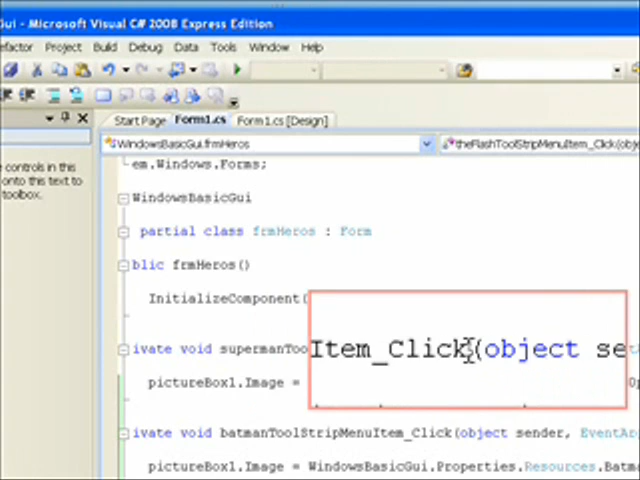 Gui - Microsoft Visual C# 2008 Express Edition
efactor Project Build Debug Data Tools Window Help
Start Page Form1.cs Form1.cs [Design]
WindowsBasicGui.frmHeros theFlashToolStripMenuItem_Click(obje
e controls in this
onto this text to
toolbox.
em.Windows.Forms;
WindowsBasicGui
partial class frmHeros : Form
blic frmHeros()
InitializeComponent(
ivate void supermanToo
Item_Click(object se
pictureBox1.Image =
ivate void batmanToolStripMenuItem_Click(object sender, EventArg
pictureBox1.Image = WindowsBasicGui.Properties.Resources.Batma